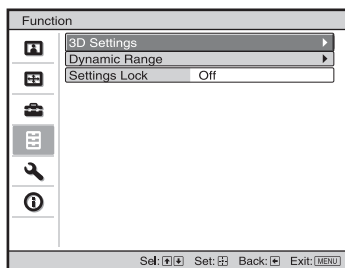 Function
3D Settings
Dynamic Range
Settings Lock Off
Sel: Set: Back: Exit: MENU